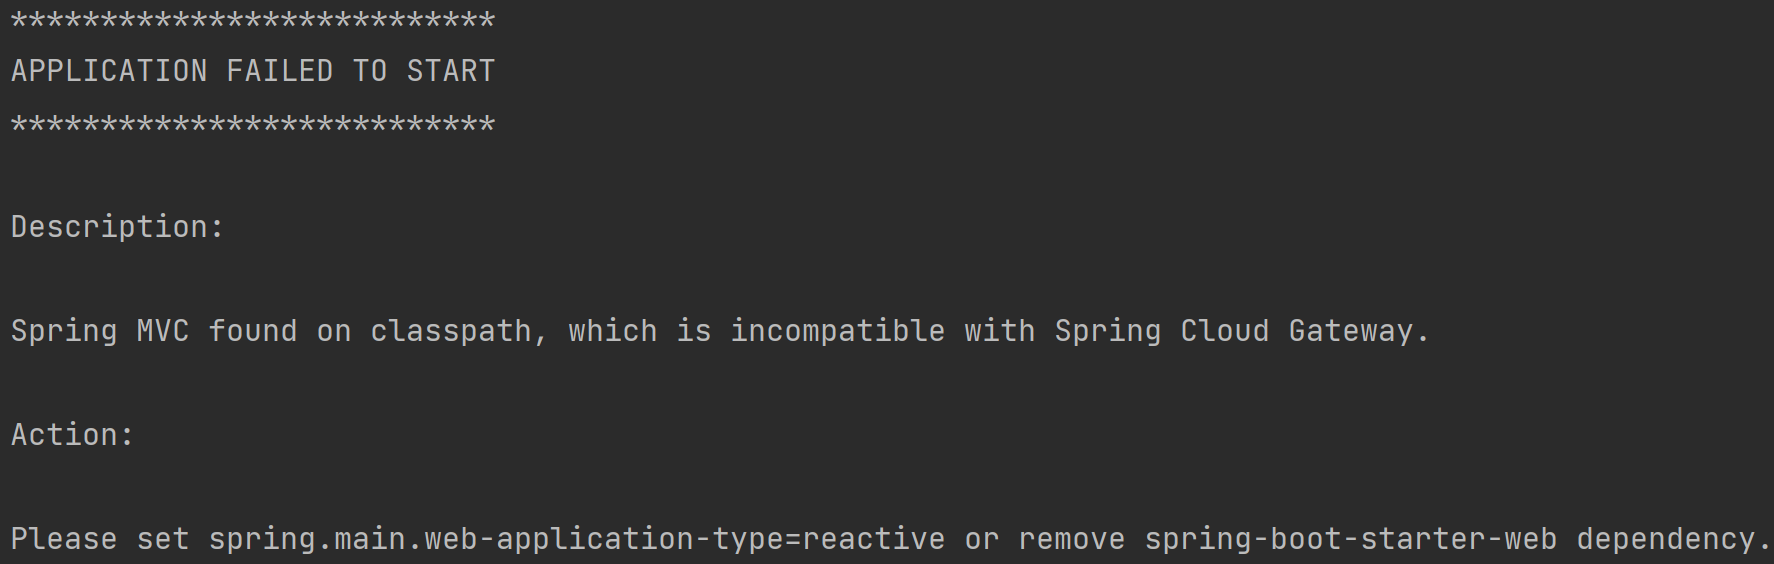 ***************************
APPLICATION FAILED TO START
***************************
Description:
Spring MVC found on classpath, which is incompatible with Spring Cloud Gateway.
Action:
Please set spring.main.web-application-type=reactive or remove spring-boot-starter-web dependency.